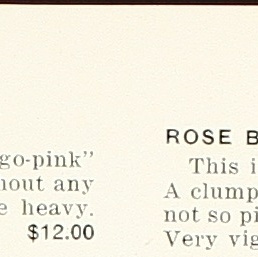 go-pink"
hout any
e heavy.
$12.00
ROSE B
This i
A clump
not so pi
Very vig